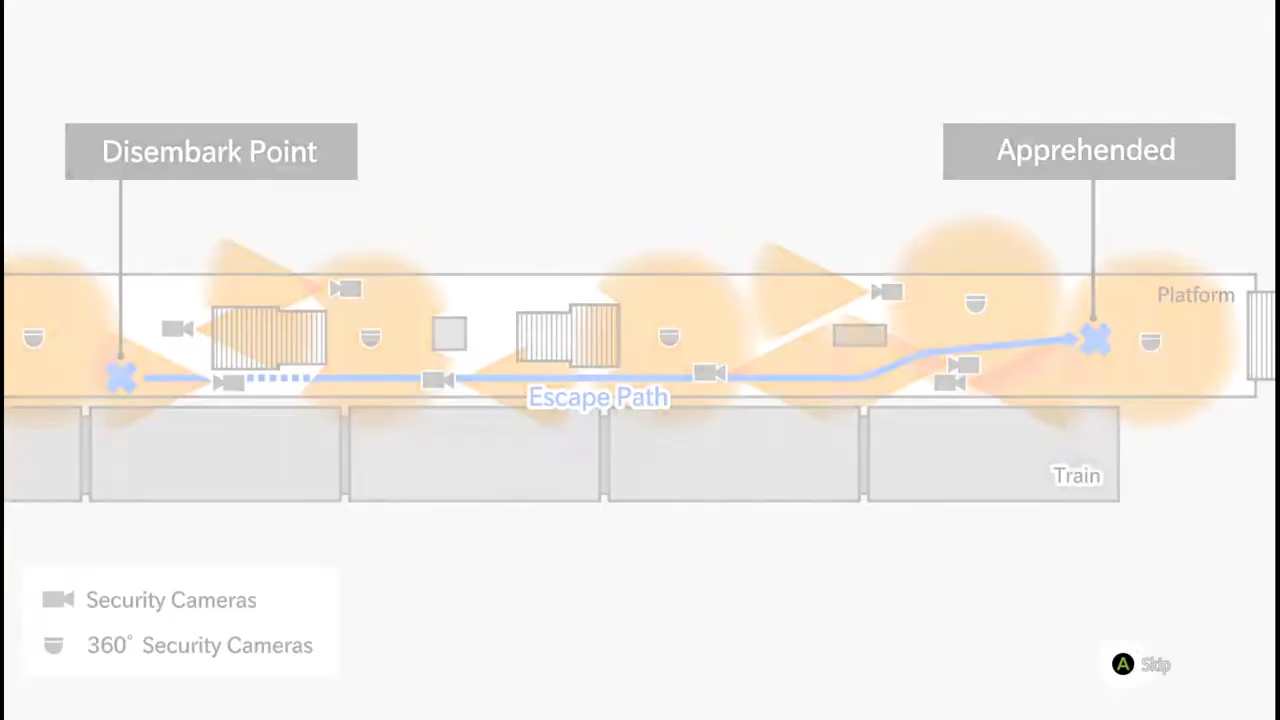 Disembark Point
Apprehended
Platform
Escape Path
Train
Security Cameras
360° Security Cameras
A Skip